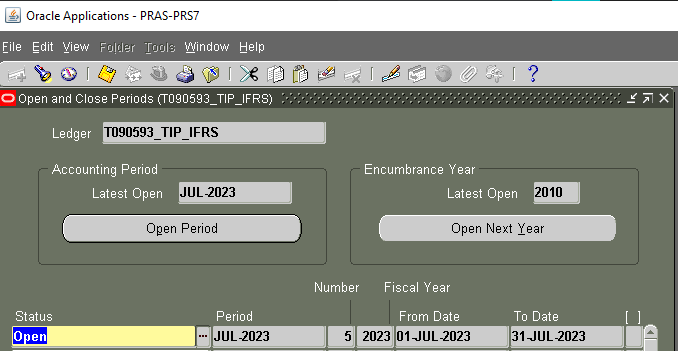 Oracle Applications - PRAS-PRS7
File Edit View Folder Tools Window Help
Open and Close Periods (T090593_TIP_IFRS)
Ledger T090593_TIP_IFRS
Accounting Period
Latest Open JUL-2023
Open Period
Encumbrance Year
Latest Open 2010
Open Next Year
Number Fiscal Year
Status Period From Date To Date [ ]
Open ... JUL-2023 5 2023 01-JUL-2023 31-JUL-2023